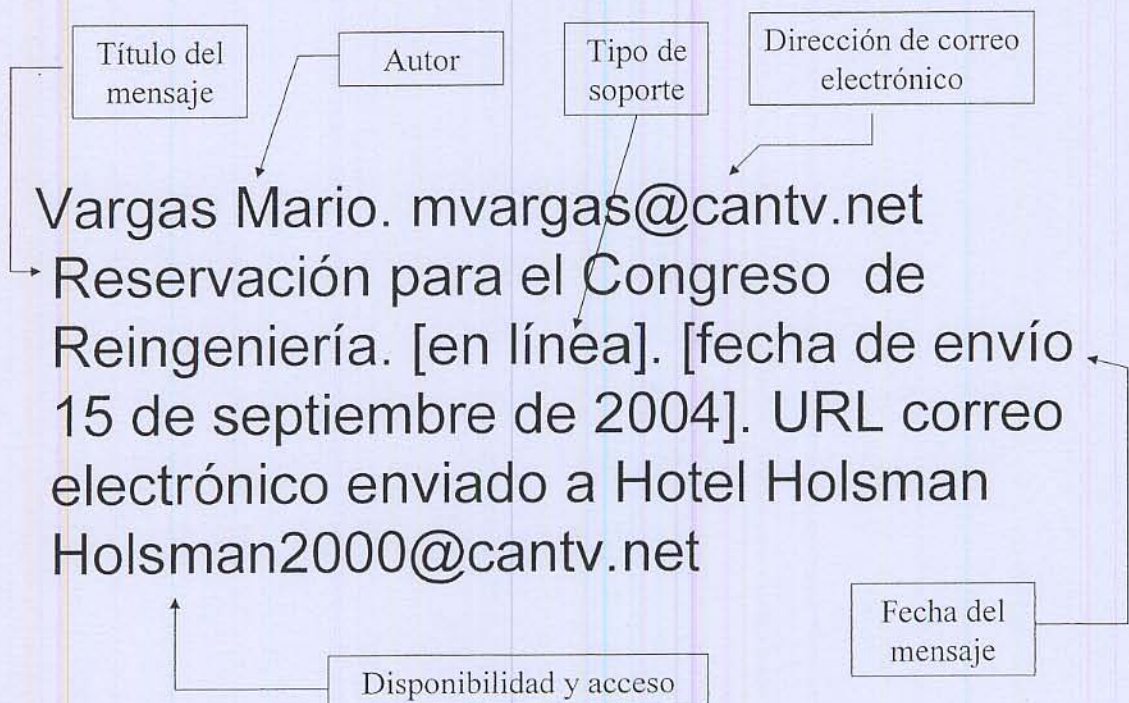 Título del
mensaje
Autor
Tipo de
soporte
Dirección de correo
electrónico
Vargas Mario. mvargas@cantv.net
Reservación para el Congreso de
Reingeniería. [en línea]. [fecha de envío
15 de septiembre de 2004]. URL correo
electrónico enviado a Hotel Holsman
Holsman2000@cantv.net
Fecha del
mensaje
Disponibilidad y acceso